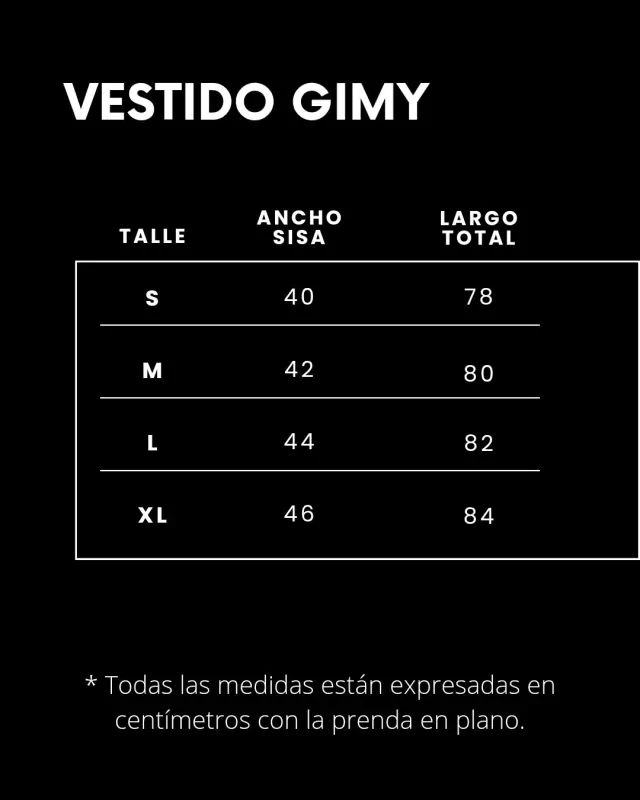 VESTIDO GIMY
TALLE ANCHO SISA LARGO TOTAL
S 40 78
M 42 80
L 44 82
XL 46 84
* Todas las medidas están expresadas en
centímetros con la prenda en plano.